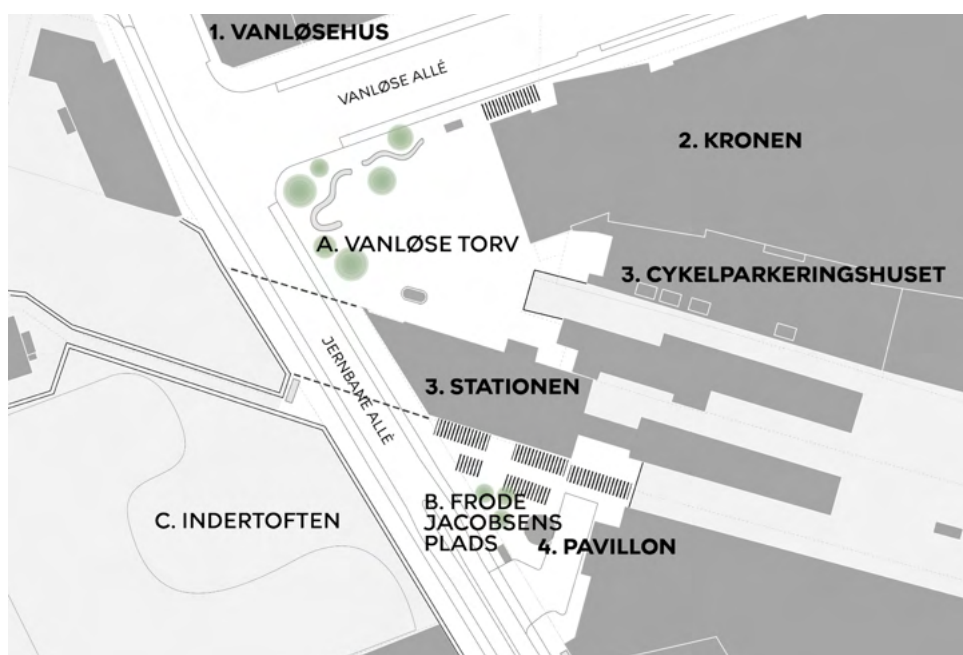 1. VANLØSEHUS
VANLØSE ALLÉ
2. KRONEN
A. VANLØSE TORV
3. CYKELPARKERINGSHUSET
JERNBANE ALLÉ
3. STATIONEN
B. FRODE
JACOBSENS
PLADS
C. INDERTOFTEN
4. PAVILLON